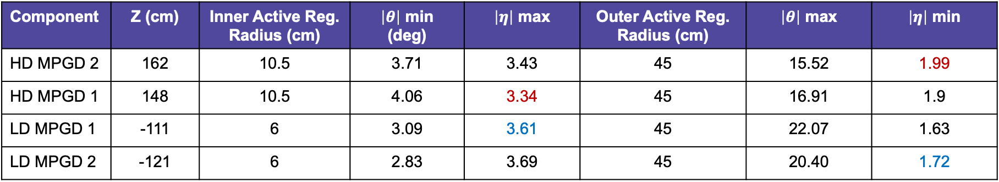 Component Z (cm) Inner Active Reg. Radius (cm) |θ| min (deg) |η| max Outer Active Reg. Radius (cm) |θ| max |η| min
HD MPGD 2 162 10.5 3.71 3.43 45 15.52 1.99
HD MPGD 1 148 10.5 4.06 3.34 45 16.91 1.9
LD MPGD 1 -111 6 3.09 3.61 45 22.07 1.63
LD MPGD 2 -121 6 2.83 3.69 45 20.40 1.72